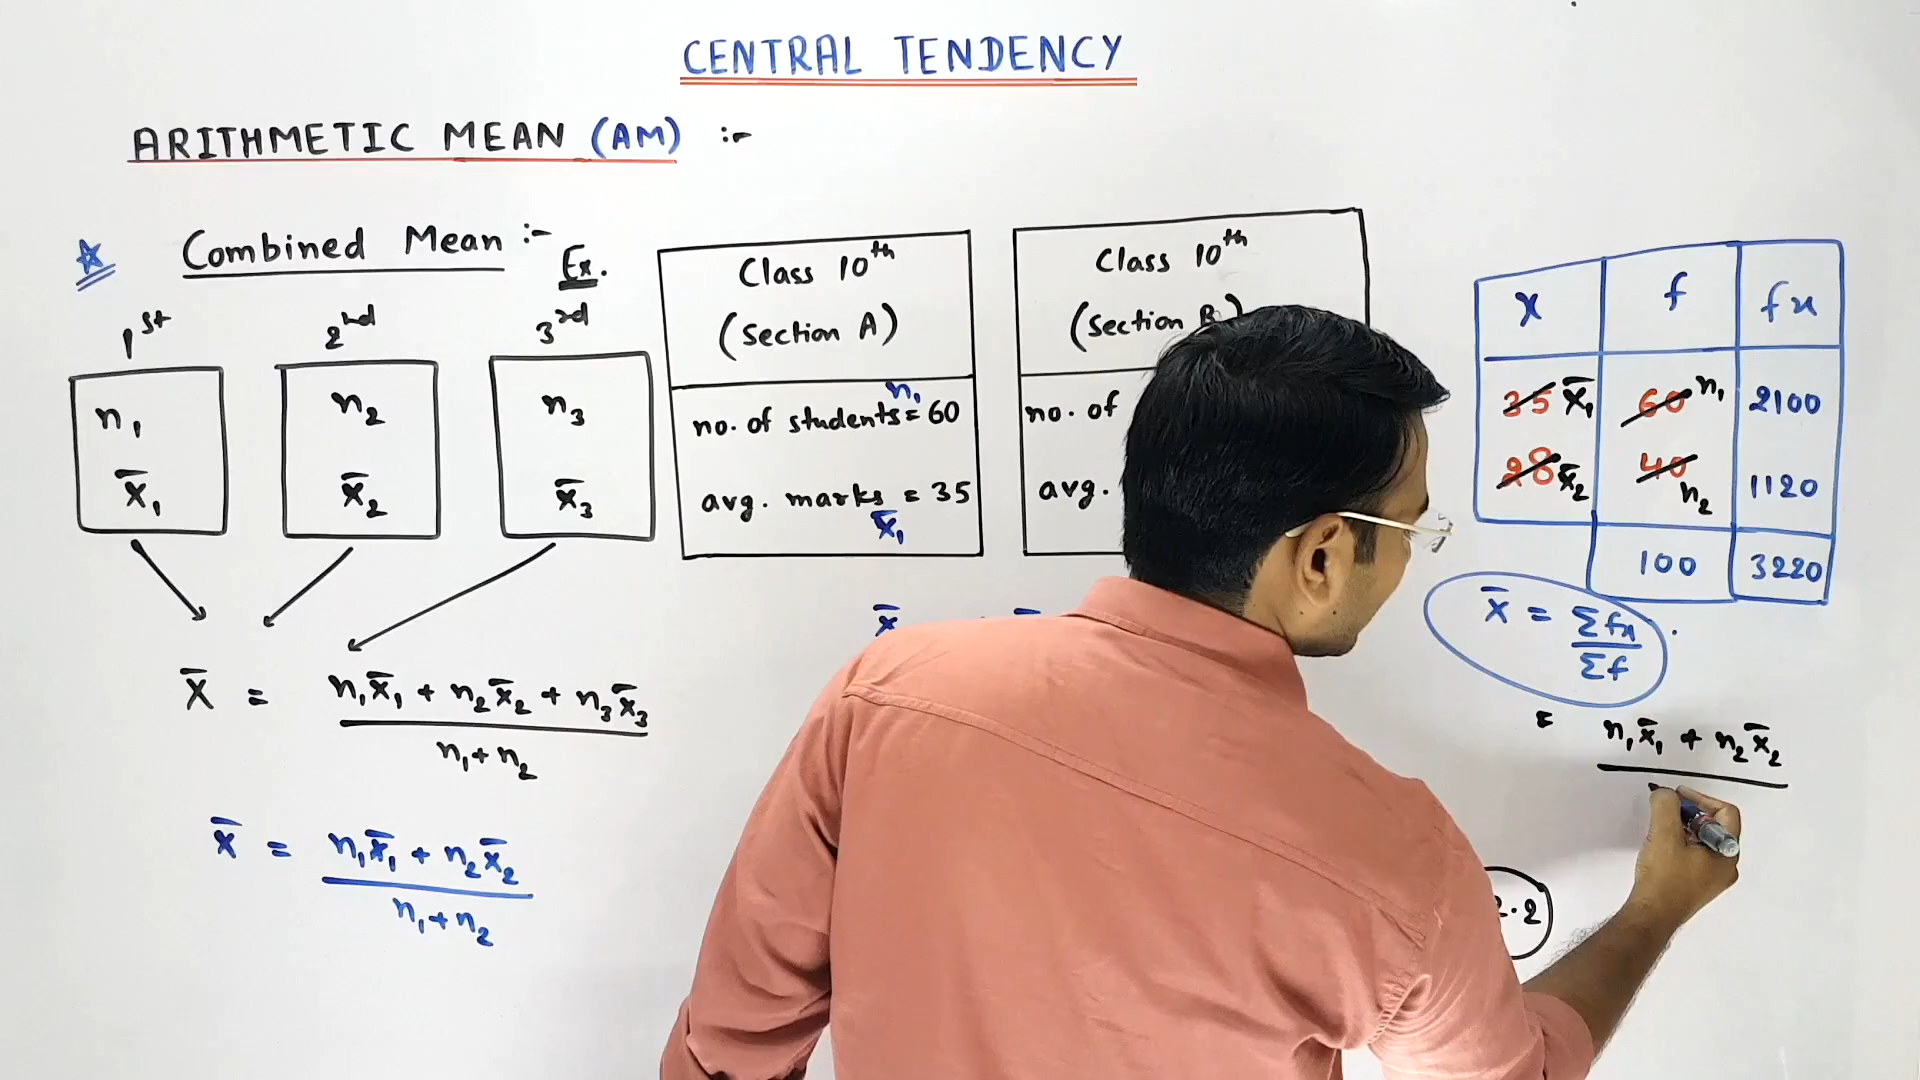 CENTRAL TENDENCY
ARITHMETIC MEAN (AM) :-
☆ Combined Mean :-
Ex.
1st 2nd 3rd
n₁ n₂ n₃
x̄₁ x̄₂ x̄₃
x̄ = n₁x̄₁ + n₂x̄₂ + n₃x̄₃
n₁ + n₂
x̄ = n₁x̄₁ + n₂x̄₂
n₁ + n₂
Class 10th
(Section A)
n₁
no. of students = 60
avg. marks = 35
x̄₁
Class 10th
(Section B)
no. of
avg.
x̄
x f fx
35 x̄₁ 60 n₁ 2100
28 x̄₂ 40 n₂ 1120
100 3220
x̄ = Σfx
Σf
= n₁x̄₁ + n₂x̄₂
2.2